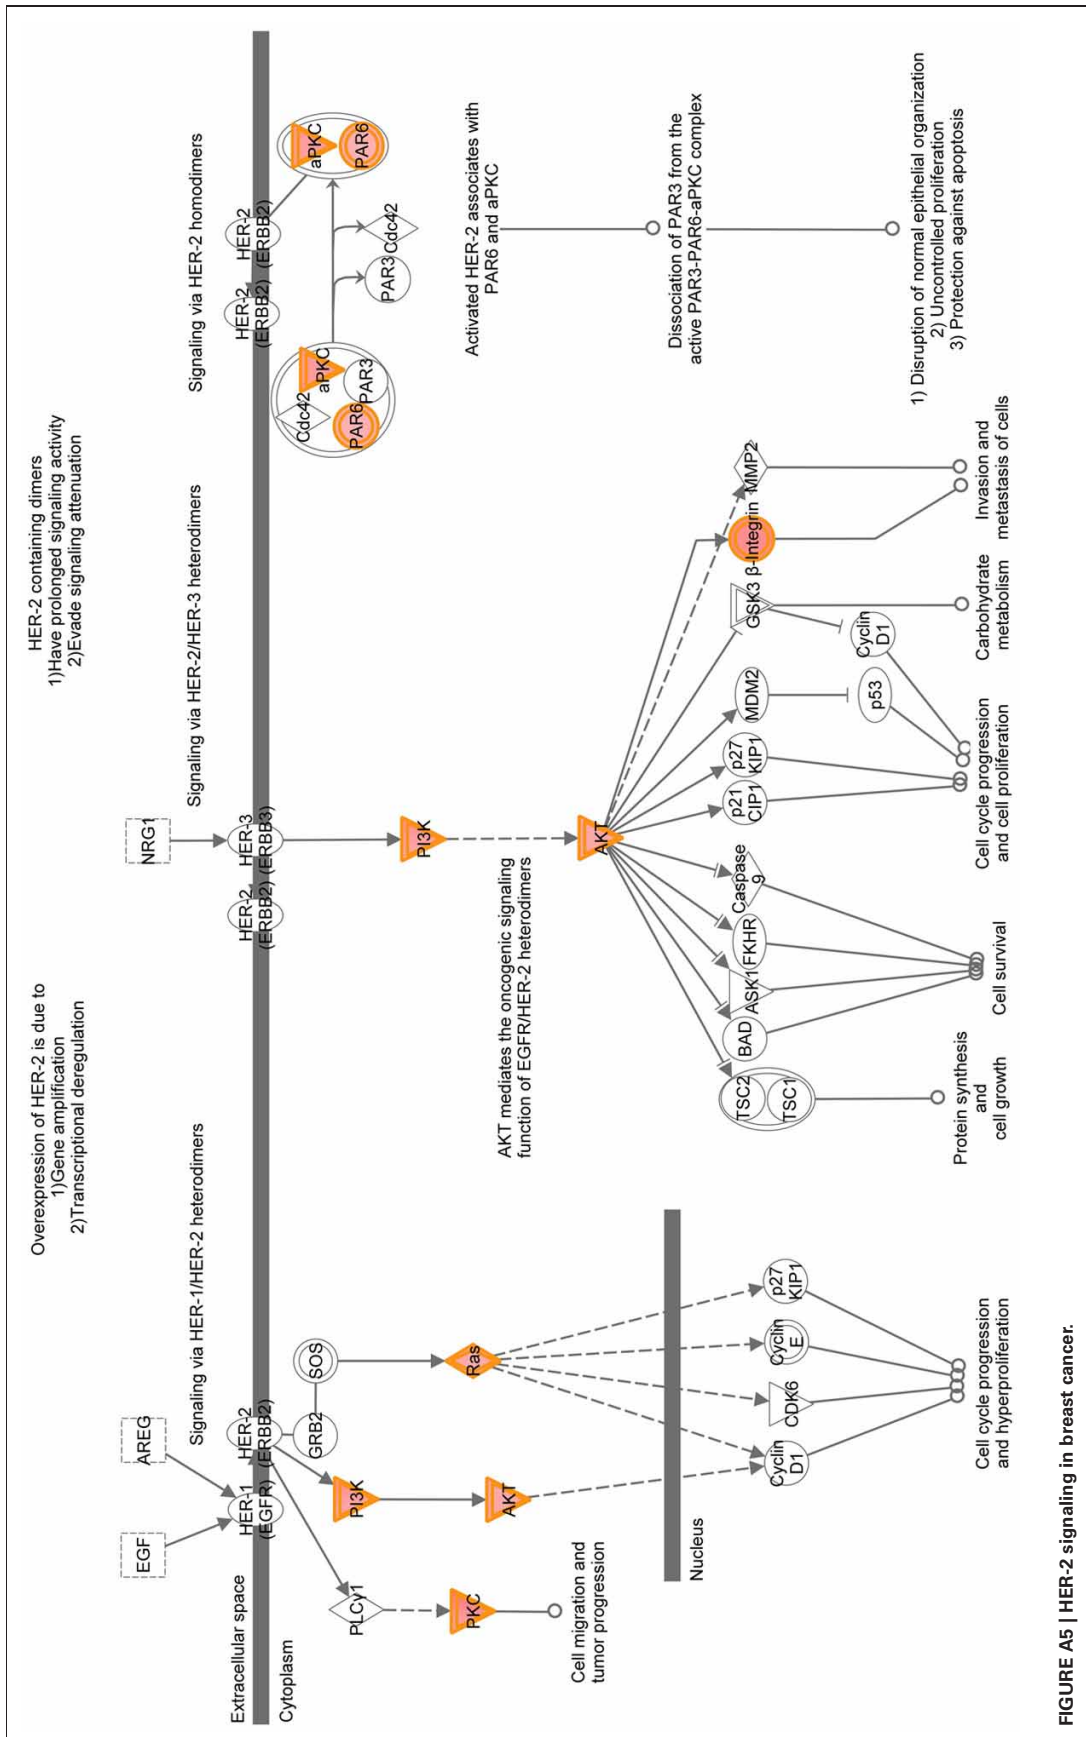 Overexpression of HER-2 is due to
1)Gene amplification
2)Transcriptional deregulation
HER-2 containing dimers
1)Have prolonged signaling activity
2)Evade signaling attenuation
EGF
AREG
NRG1
Signaling via HER-1/HER-2 heterodimers
Signaling via HER-2/HER-3 heterodimers
Signaling via HER-2 homodimers
Extracellular space
Cytoplasm
HER-1
(EGFR)
HER-2
(ERBB2)
HER-2
(ERBB2)
HER-3
(ERBB3)
HER-2
(ERBB2)
HER-2
(ERBB2)
GRB2
SOS
PLCγ1
PI3K
PKC
AKT
Ras
Cell migration and
tumor progression
Nucleus
Cyclin
D1
CDK6
Cyclin
E
p27
KIP1
Cell cycle progression
and hyperproliferation
PI3K
AKT mediates the oncogenic signaling
function of EGFR/HER-2 heterodimers
AKT
TSC2
TSC1
BAD
ASK1
FKHR
Caspase
9
p21
CIP1
p27
KIP1
MDM2
GSK3
β-Integrin
MMP2
p53
Cyclin
D1
Protein synthesis
and
cell growth
Cell survival
Cell cycle progression
and cell proliferation
Carbohydrate
metabolism
Invasion and
metastasis of cells
Cdc42
aPKC
PAR6
PAR3
PAR3
Cdc42
aPKC
PAR6
Activated HER-2 associates with
PAR6 and aPKC
Dissociation of PAR3 from the
active PAR3-PAR6-aPKC complex
1) Disruption of normal epithelial organization
2) Uncontrolled proliferation
3) Protection against apoptosis
FIGURE A5 | HER-2 signaling in breast cancer.